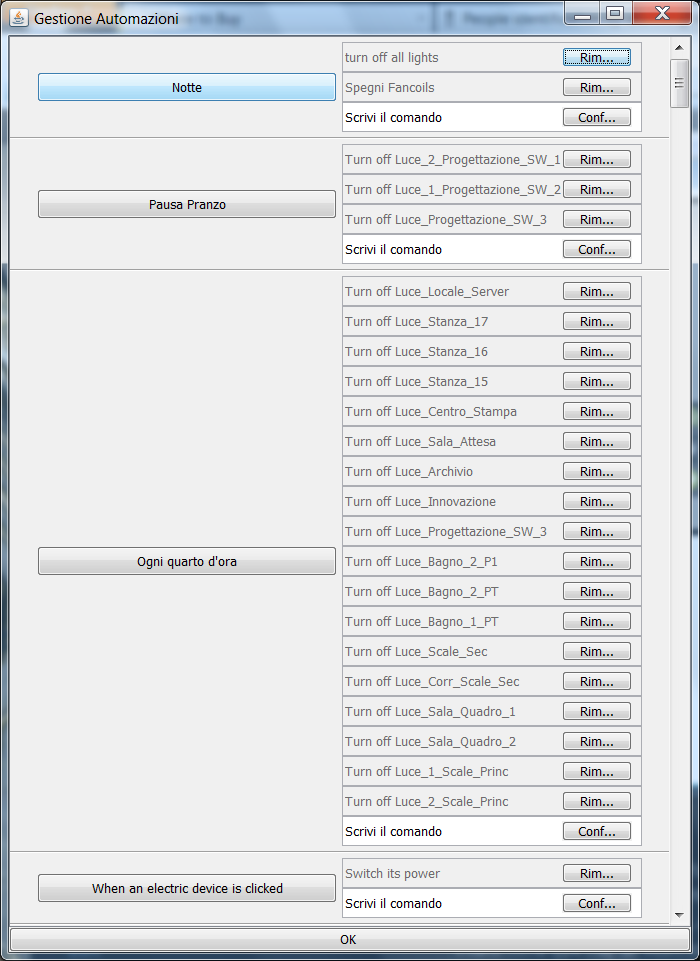 Gestione Automazioni
turn off all lights Rim...
Notte
Spegni Fancoils Rim...
Scrivi il comando Conf...
Turn off Luce_2_Progettazione_SW_1 Rim...
Turn off Luce_1_Progettazione_SW_2 Rim...
Pausa Pranzo
Turn off Luce_Progettazione_SW_3 Rim...
Scrivi il comando Conf...
Turn off Luce_Locale_Server Rim...
Turn off Luce_Stanza_17 Rim...
Turn off Luce_Stanza_16 Rim...
Turn off Luce_Stanza_15 Rim...
Turn off Luce_Centro_Stampa Rim...
Turn off Luce_Sala_Attesa Rim...
Turn off Luce_Archivio Rim...
Turn off Luce_Innovazione Rim...
Turn off Luce_Progettazione_SW_3 Rim...
Ogni quarto d'ora
Turn off Luce_Bagno_2_P1 Rim...
Turn off Luce_Bagno_2_PT Rim...
Turn off Luce_Bagno_1_PT Rim...
Turn off Luce_Scale_Sec Rim...
Turn off Luce_Corr_Scale_Sec Rim...
Turn off Luce_Sala_Quadro_1 Rim...
Turn off Luce_Sala_Quadro_2 Rim...
Turn off Luce_1_Scale_Princ Rim...
Turn off Luce_2_Scale_Princ Rim...
Scrivi il comando Conf...
Switch its power Rim...
When an electric device is clicked
Scrivi il comando Conf...
OK